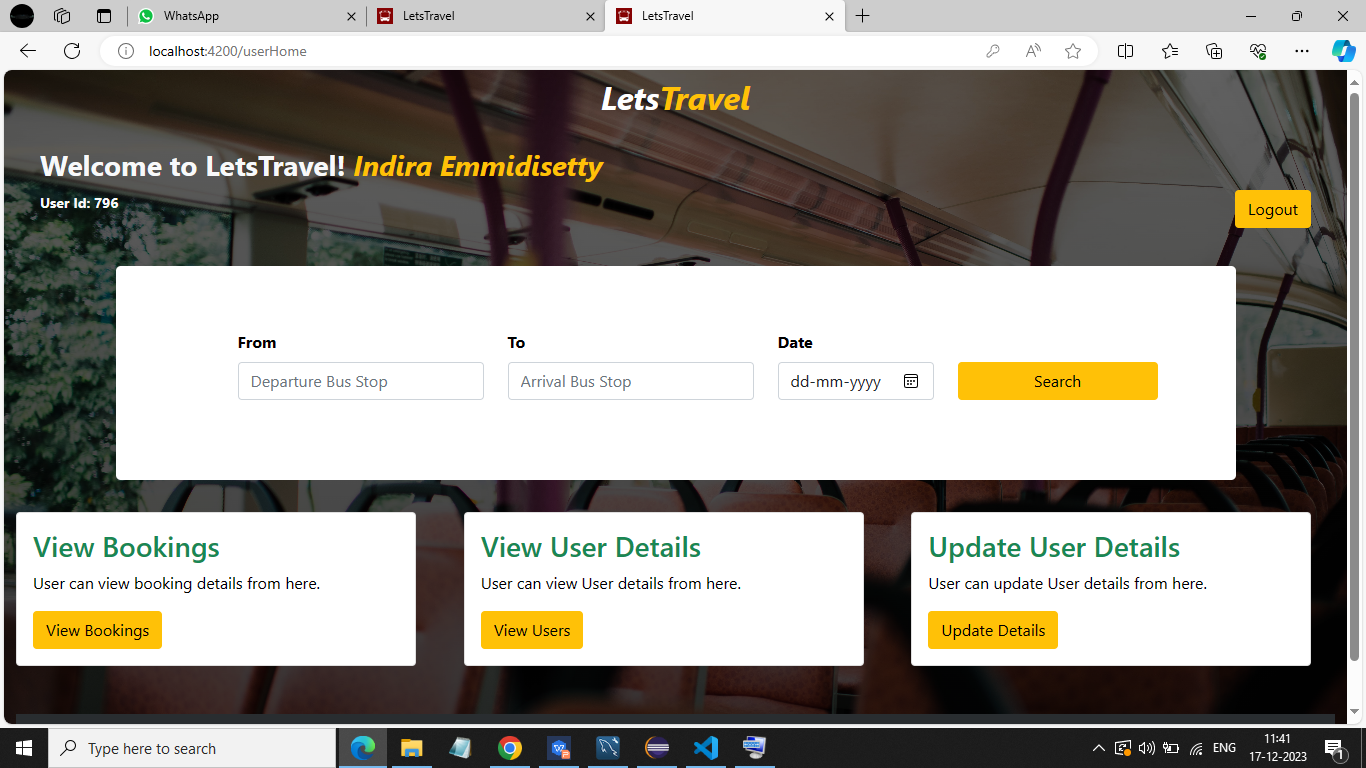 WhatsApp
LetsTravel
LetsTravel
localhost:4200/userHome
LetsTravel
Welcome to LetsTravel! Indira Emmidisetty
User Id: 796
Logout
From
To
Date
Departure Bus Stop
Arrival Bus Stop
dd-mm-yyyy
Search
View Bookings
User can view booking details from here.
View Bookings
View User Details
User can view User details from here.
View Users
Update User Details
User can update User details from here.
Update Details
Type here to search
ENG
11:41
17-12-2023
1